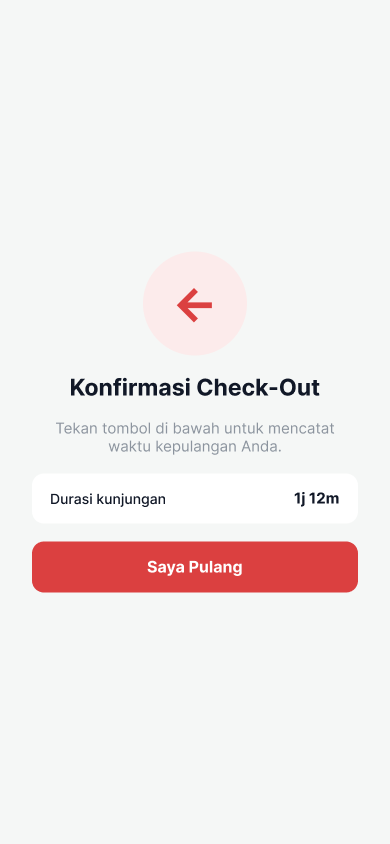 Konfirmasi Check-Out
Tekan tombol di bawah untuk mencatat
waktu kepulangan Anda.
Durasi kunjungan 1j 12m
Saya Pulang